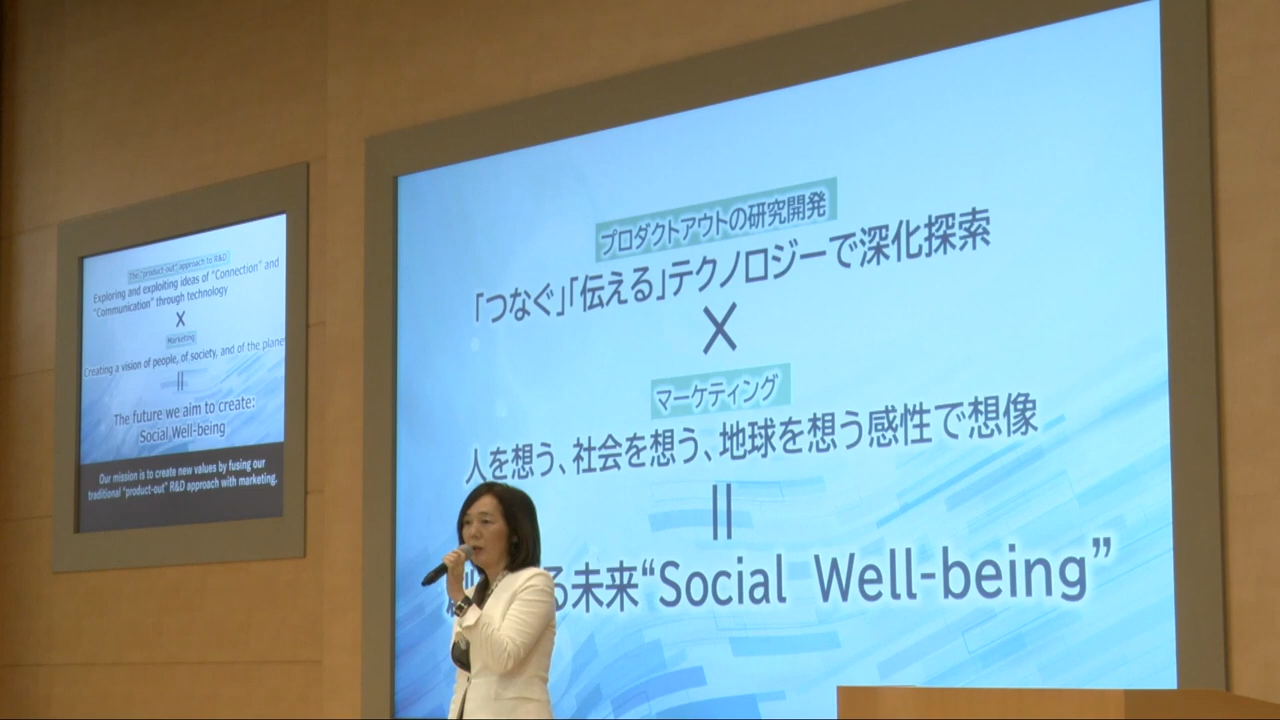 The "product-out" approach to R&D
Exploring and exploiting ideas of "Connection" and
"Communication" through technology
×
Marketing
Creating a vision of people, of society, and of the plane
||
The future we aim to create:
Social Well-being
Our mission is to create new values by fusing our
traditional "product-out" R&D approach with marketing.
プロダクトアウトの研究開発
「つなぐ」「伝える」テクノロジーで深化探索
×
マーケティング
人を想う、社会を想う、地球を想う感性で想像
||
る未来“Social Well-being”